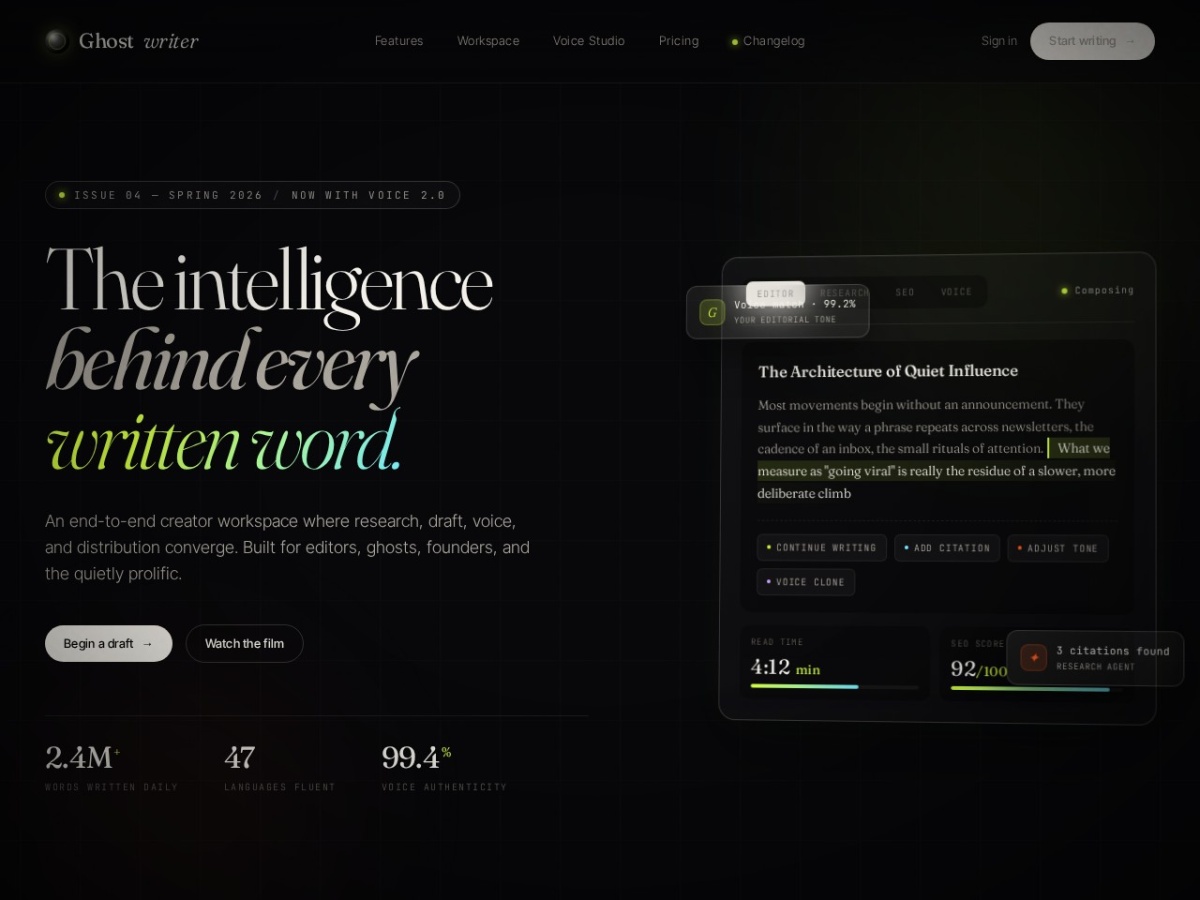 Ghost writer
Features
Workspace
Voice Studio
Pricing
Changelog
Sign in
Start writing →
ISSUE 04 — SPRING 2026 / NOW WITH VOICE 2.0
The intelligence
behind every
written word.
An end-to-end creator workspace where research, draft, voice,
and distribution converge. Built for editors, ghosts, founders, and
the quietly prolific.
Begin a draft →
Watch the film
2.4M+
WORDS WRITTEN DAILY
47
LANGUAGES FLUENT
99.4%
VOICE AUTHENTICITY
EDITOR
RESEARCH
SEO
VOICE
Composing
G
Voice · 99.2%
YOUR EDITORIAL TONE
The Architecture of Quiet Influence
Most movements begin without an announcement. They
surface in the way a phrase repeats across newsletters, the
cadence of an inbox, the small rituals of attention. What we
measure as "going viral" is really the residue of a slower, more
deliberate climb
CONTINUE WRITING
ADD CITATION
ADJUST TONE
VOICE CLONE
READ TIME
4:12 min
SEO SCORE
92/100
3 citations found
RESEARCH AGENT